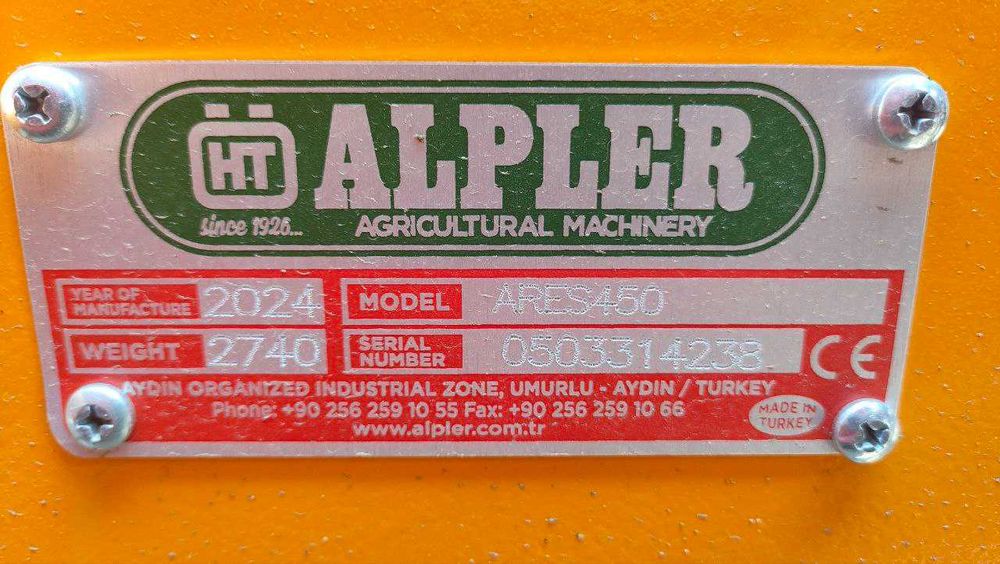 ÖHT ALPLER
since 1926... AGRICULTURAL MACHINERY
YEAR OF MANUFACTURE 2024 MODEL ARES450
WEIGHT 2740 SERIAL NUMBER 0503314238 CE
AYDIN ORGANIZED INDUSTRIAL ZONE, UMURLU - AYDIN / TURKEY
Phone: +90 256 259 10 55 Fax: +90 256 259 10 66
www.alpler.com.tr
MADE IN
TURKEY